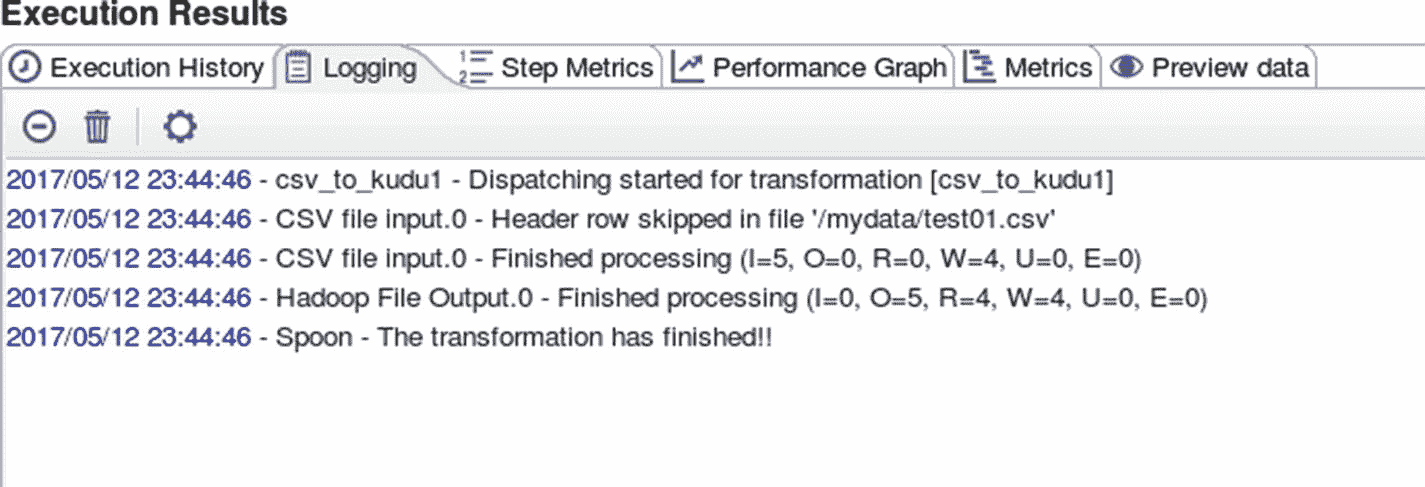 Execution Results
Execution History Logging 1 2 Step Metrics Performance Graph Metrics Preview data
2017/05/12 23:44:46 - csv_to_kudu1 - Dispatching started for transformation [csv_to_kudu1]
2017/05/12 23:44:46 - CSV file input.0 - Header row skipped in file '/mydata/test01.csv'
2017/05/12 23:44:46 - CSV file input.0 - Finished processing (I=5, O=0, R=0, W=4, U=0, E=0)
2017/05/12 23:44:46 - Hadoop File Output.0 - Finished processing (I=0, O=5, R=4, W=4, U=0, E=0)
2017/05/12 23:44:46 - Spoon - The transformation has finished!!